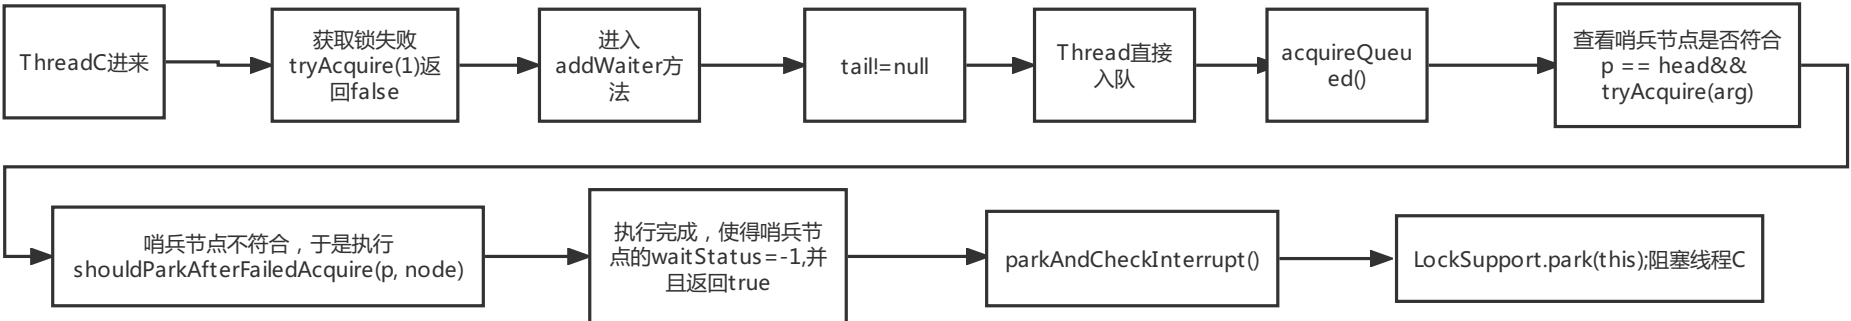 ThreadC进来
获取锁失败
tryAcquire(1)返
回false
进入
addWaiter方
法
tail!=null
Thread直接
入队
acquireQueu
ed()
查看哨兵节点是否符合
p == head&&
tryAcquire(arg)
哨兵节点不符合，于是执行
shouldParkAfterFailedAcquire(p, node)
执行完成，使得哨兵节
点的waitStatus=-1,并
且返回true
parkAndCheckInterrupt()
LockSupport.park(this);阻塞线程C